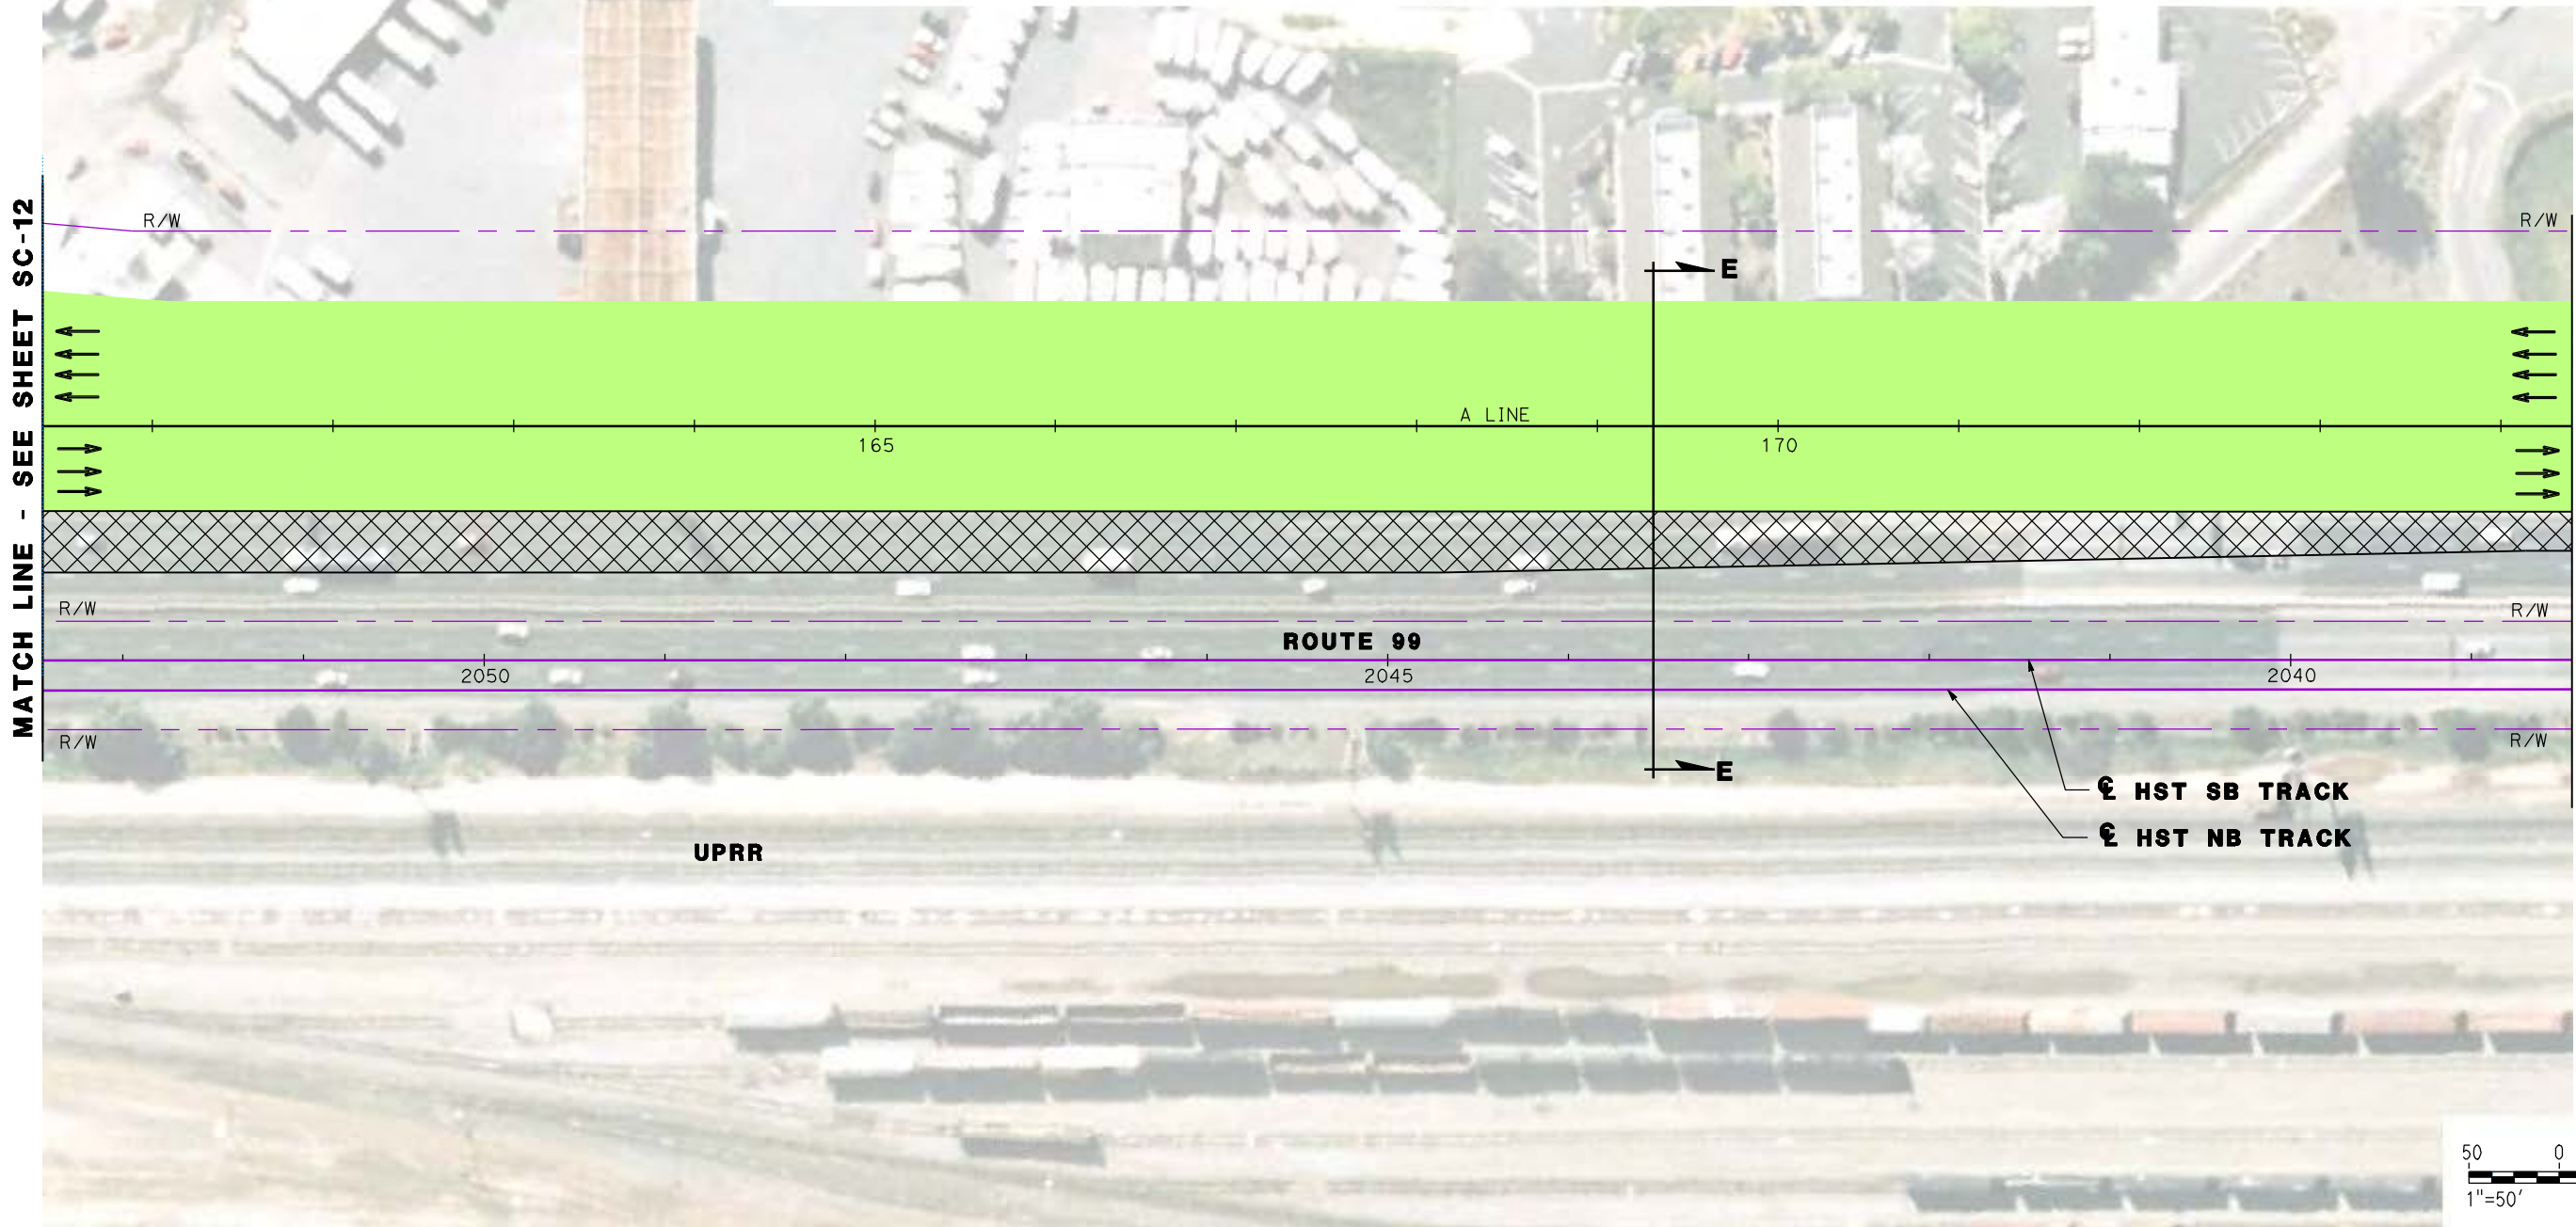 MATCH LINE - SEE SHEET SC-12
R/W
R/W
E
A LINE
165
170
R/W
R/W
ROUTE 99
2050
2045
2040
R/W
R/W
E
℄ HST SB TRACK
℄ HST NB TRACK
UPRR
50 0
1"=50'